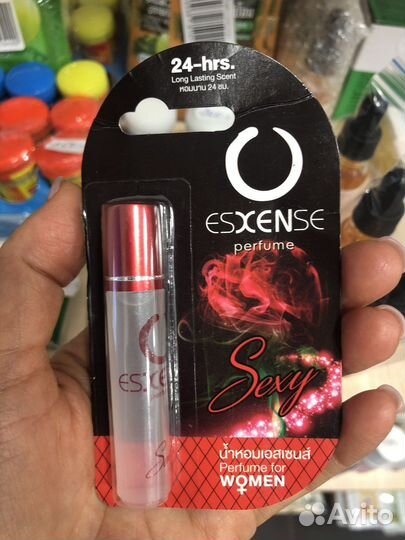 24-hrs.
Long Lasting Scent
หอมนาน 24 ชม.
ESXENSE
perfume
Sexy
น้ำหอมเอสเซนส์
Perfume for
WOMEN
ESXENSE
Avito